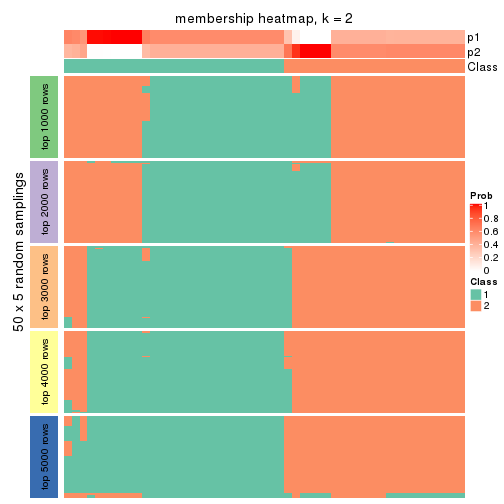 membership heatmap, k = 2
p1
p2
Class
50 x 5 random samplings
top 1000 rows
top 2000 rows
top 3000 rows
top 4000 rows
top 5000 rows
Prob
1
0.8
0.6
0.4
0.2
0
Class
1
2